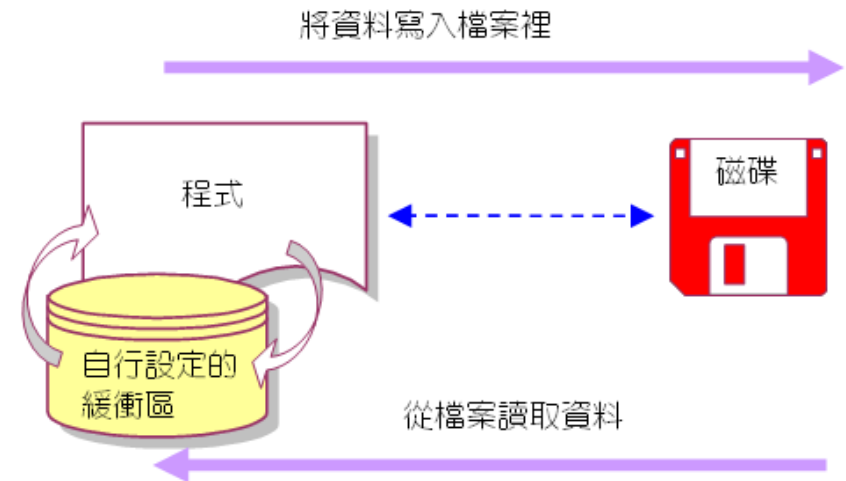 將資料寫入檔案裡
程式
磁碟
自行設定的
緩衝區
從檔案讀取資料